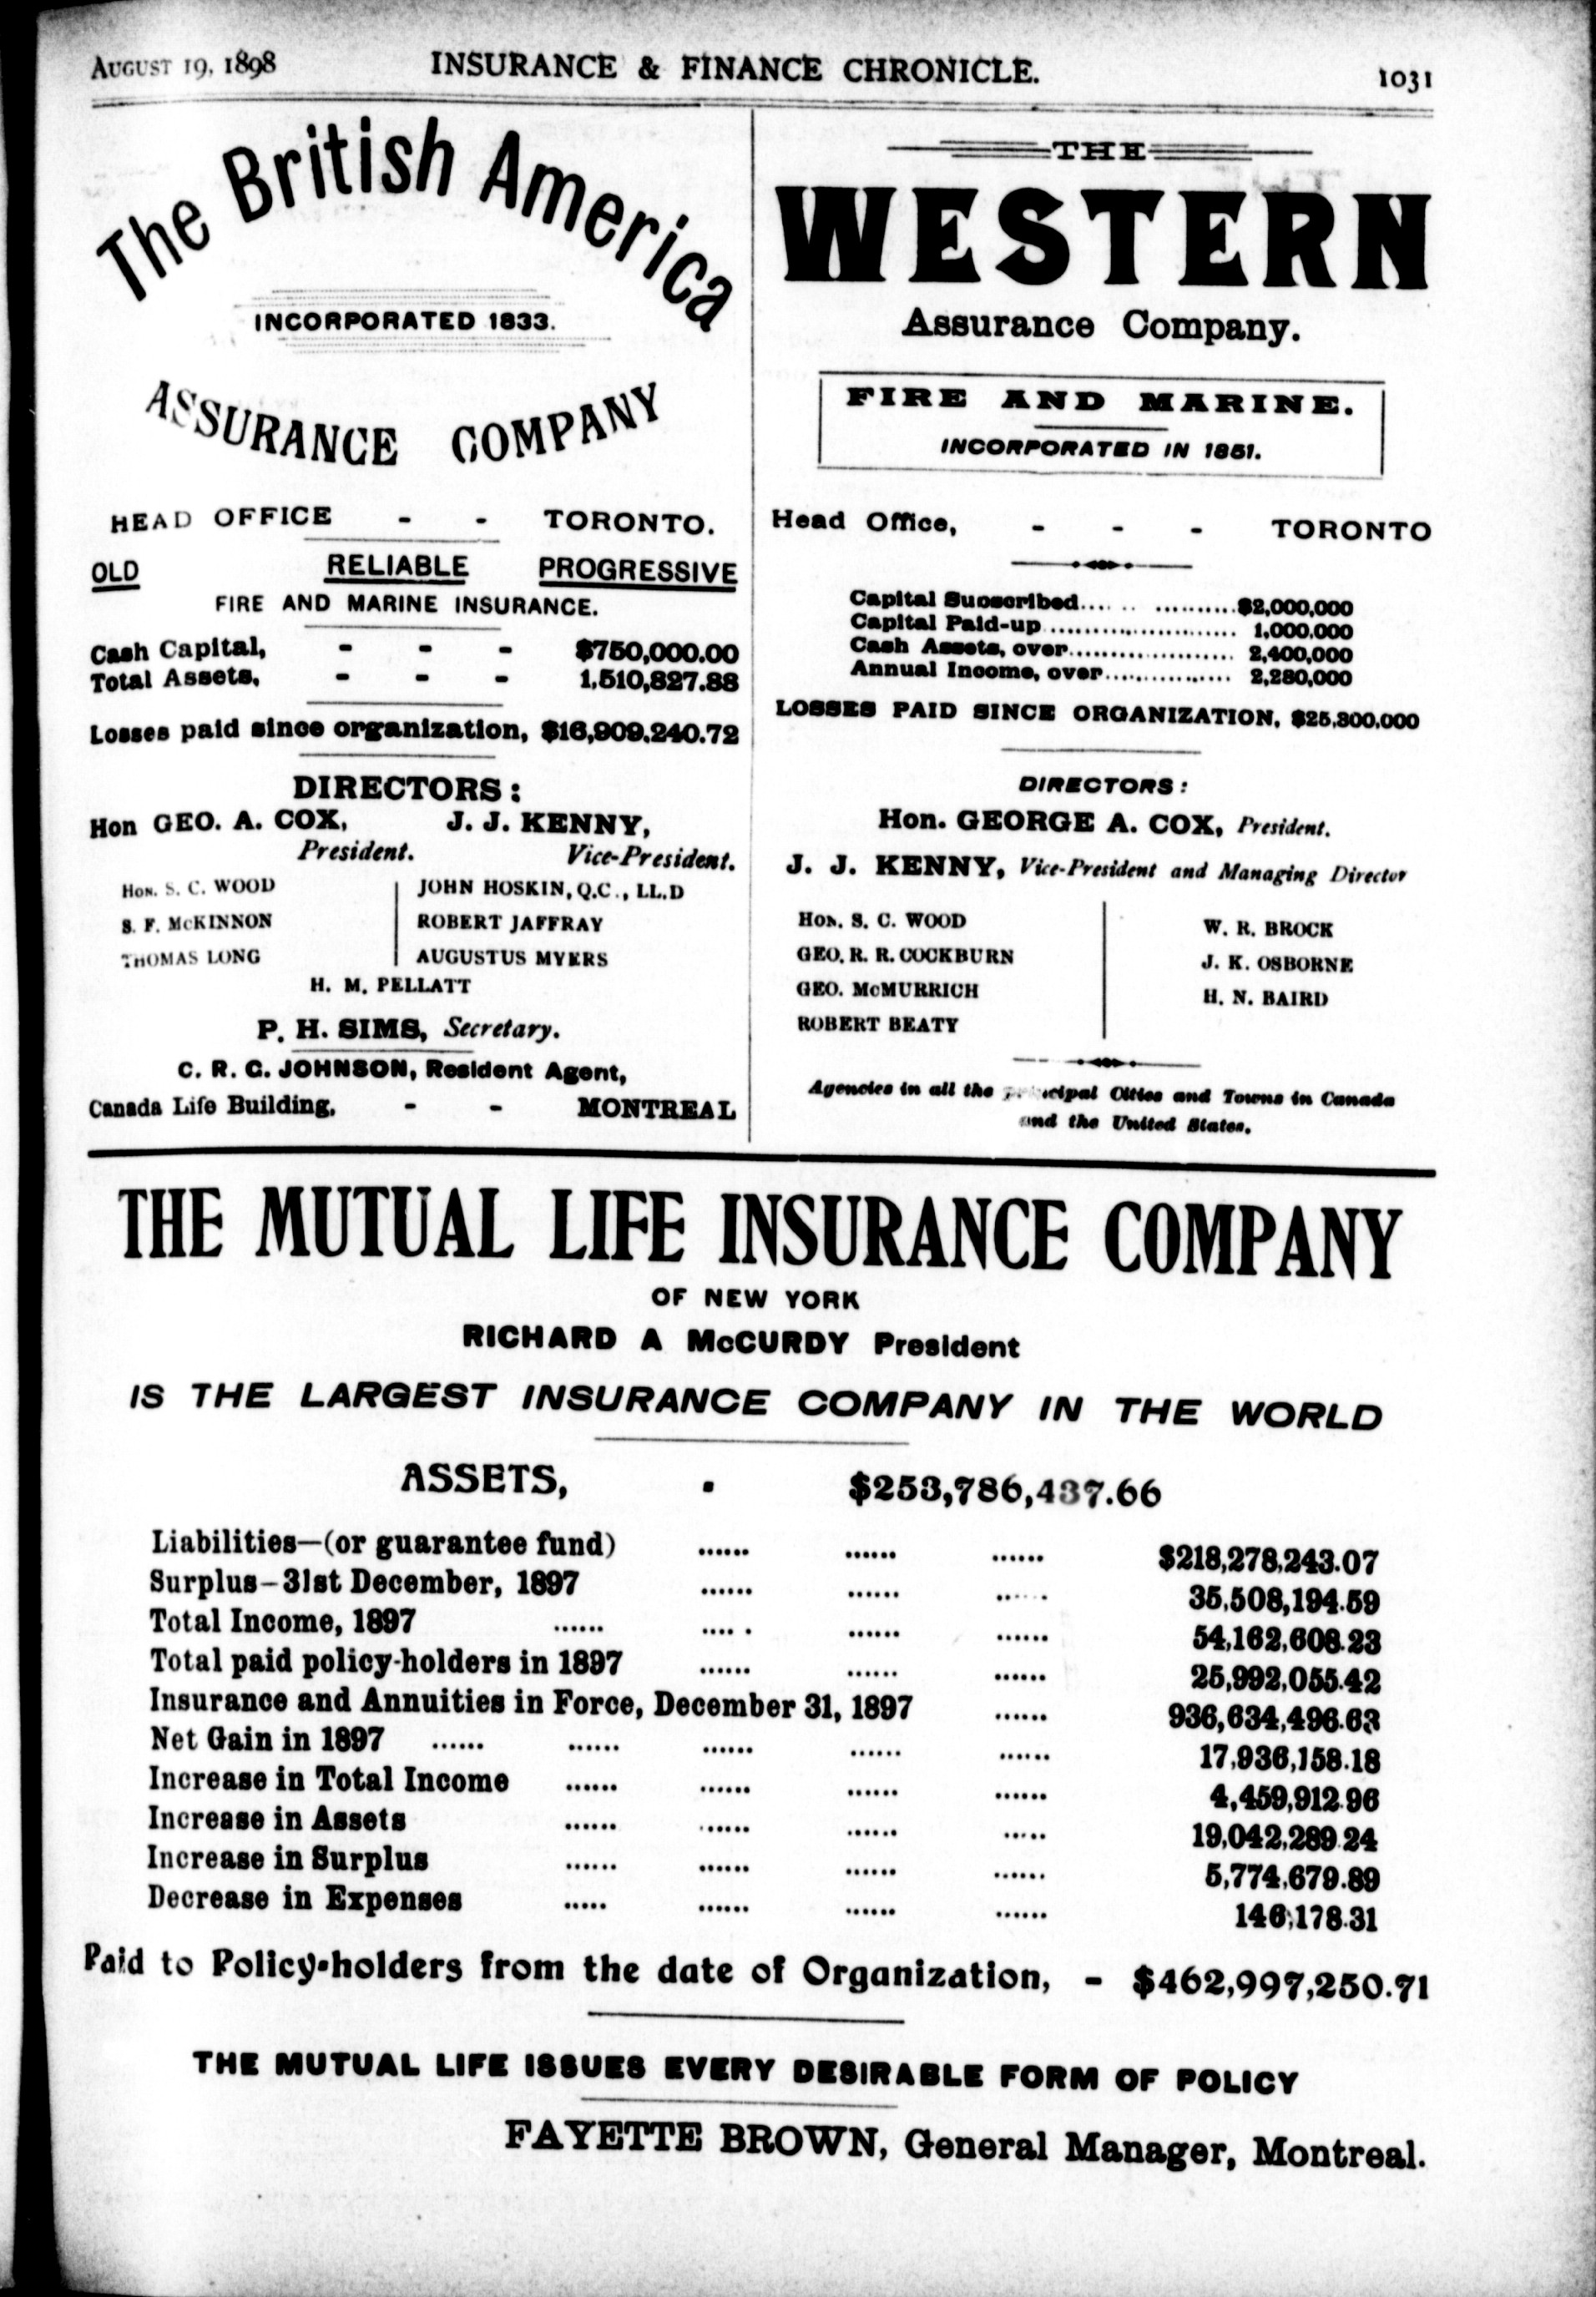 AUGUST 19, 1898 INSURANCE & FINANCE CHRONICLE. 1031
The British America
INCORPORATED 1833.
ASSURANCE COMPANY
HEAD OFFICE - - TORONTO.
OLD RELIABLE PROGRESSIVE
FIRE AND MARINE INSURANCE.
Cash Capital, - - - $750,000.00
Total Assets, - - - 1,510,827.88
Losses paid since organization, $16,909,240.72
DIRECTORS:
Hon GEO. A. COX, J. J. KENNY,
President. Vice-President.
HON. S. C. WOOD JOHN HOSKIN, Q.C., LL.D
S. F. McKINNON ROBERT JAFFRAY
THOMAS LONG AUGUSTUS MYERS
H. M. PELLATT
P. H. SIMS, Secretary.
C. R. G. JOHNSON, Resident Agent,
Canada Life Building, - - MONTREAL
THE
WESTERN
Assurance Company.
FIRE AND MARINE.
INCORPORATED IN 1851.
Head Office, - - - TORONTO
Capital Subscribed.... .. ..........$2,000,000
Capital Paid-up........................ 1,000,000
Cash Assets, over..................... 2,400,000
Annual Income, over................ 2,280,000
LOSSES PAID SINCE ORGANIZATION, $25,300,000
DIRECTORS:
Hon. GEORGE A. COX, President.
J. J. KENNY, Vice-President and Managing Director
HON. S. C. WOOD W. R. BROCK
GEO. R. R. COCKBURN J. K. OSBORNE
GEO. McMURRICH H. N. BAIRD
ROBERT BEATY
Agencies in all the principal Cities and Towns in Canada
and the United States.
THE MUTUAL LIFE INSURANCE COMPANY
OF NEW YORK
RICHARD A McCURDY President
IS THE LARGEST INSURANCE COMPANY IN THE WORLD
ASSETS, - $253,786,437.66
Liabilities—(or guarantee fund) ...... ...... ...... $218,278,243.07
Surplus-31st December, 1897 ...... ...... ...... 35,508,194.59
Total Income, 1897 ...... ..... ...... ...... 54,162,608.23
Total paid policy-holders in 1897 ...... ...... ...... 25,992,055.42
Insurance and Annuities in Force, December 31, 1897 ...... 936,634,496.63
Net Gain in 1897 ...... ...... ...... ...... ...... 17,936,158.18
Increase in Total Income ...... ...... ...... ...... 4,459,912.96
Increase in Assets ...... ...... ...... ..... 19,042,289.24
Increase in Surplus ...... ...... ...... ...... 5,774,679.89
Decrease in Expenses ..... ...... ...... ...... 146,178.31
Paid to Policy-holders from the date of Organization, - $462,997,250.71
THE MUTUAL LIFE ISSUES EVERY DESIRABLE FORM OF POLICY
FAYETTE BROWN, General Manager, Montreal.